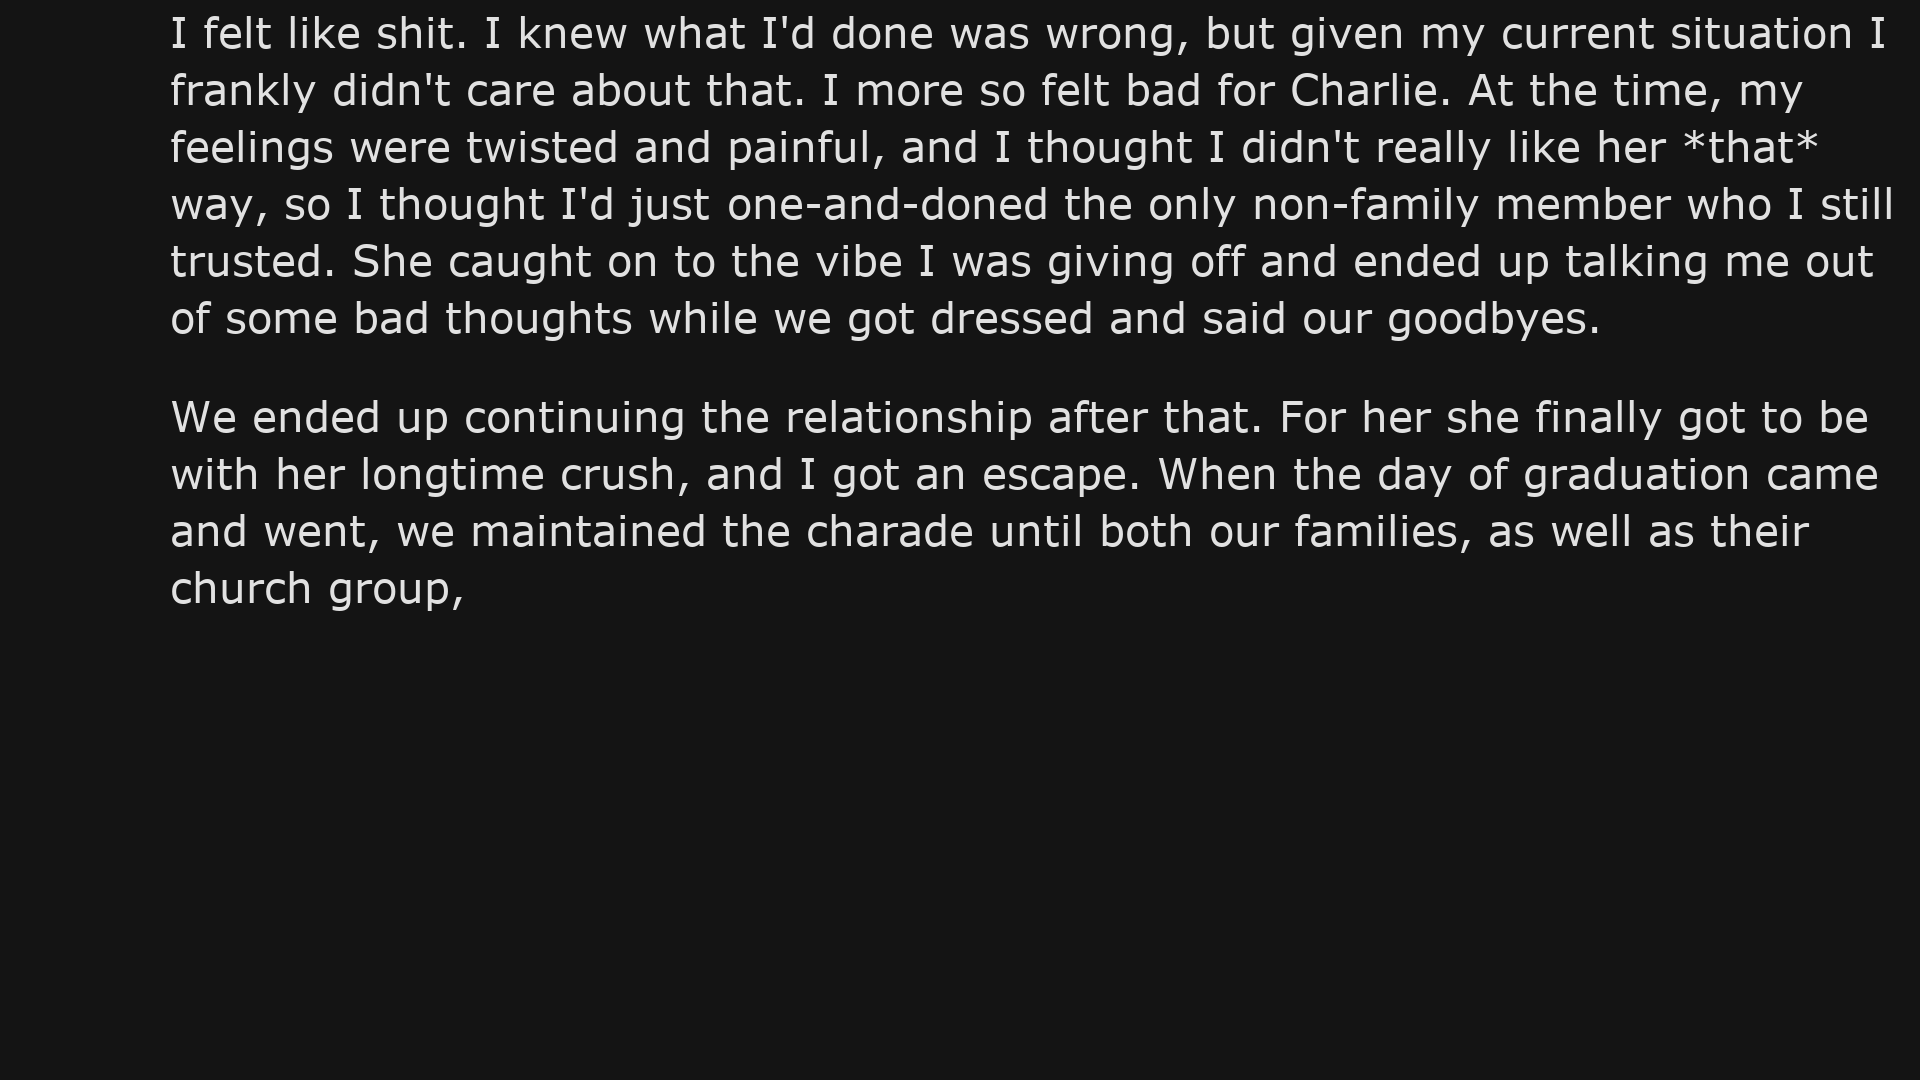 I felt like shit. I knew what I'd done was wrong, but given my current situation I
frankly didn't care about that. I more so felt bad for Charlie. At the time, my
feelings were twisted and painful, and I thought I didn't really like her *that*
way, so I thought I'd just one-and-doned the only non-family member who I still
trusted. She caught on to the vibe I was giving off and ended up talking me out
of some bad thoughts while we got dressed and said our goodbyes.
We ended up continuing the relationship after that. For her she finally got to be
with her longtime crush, and I got an escape. When the day of graduation came
and went, we maintained the charade until both our families, as well as their
church group,